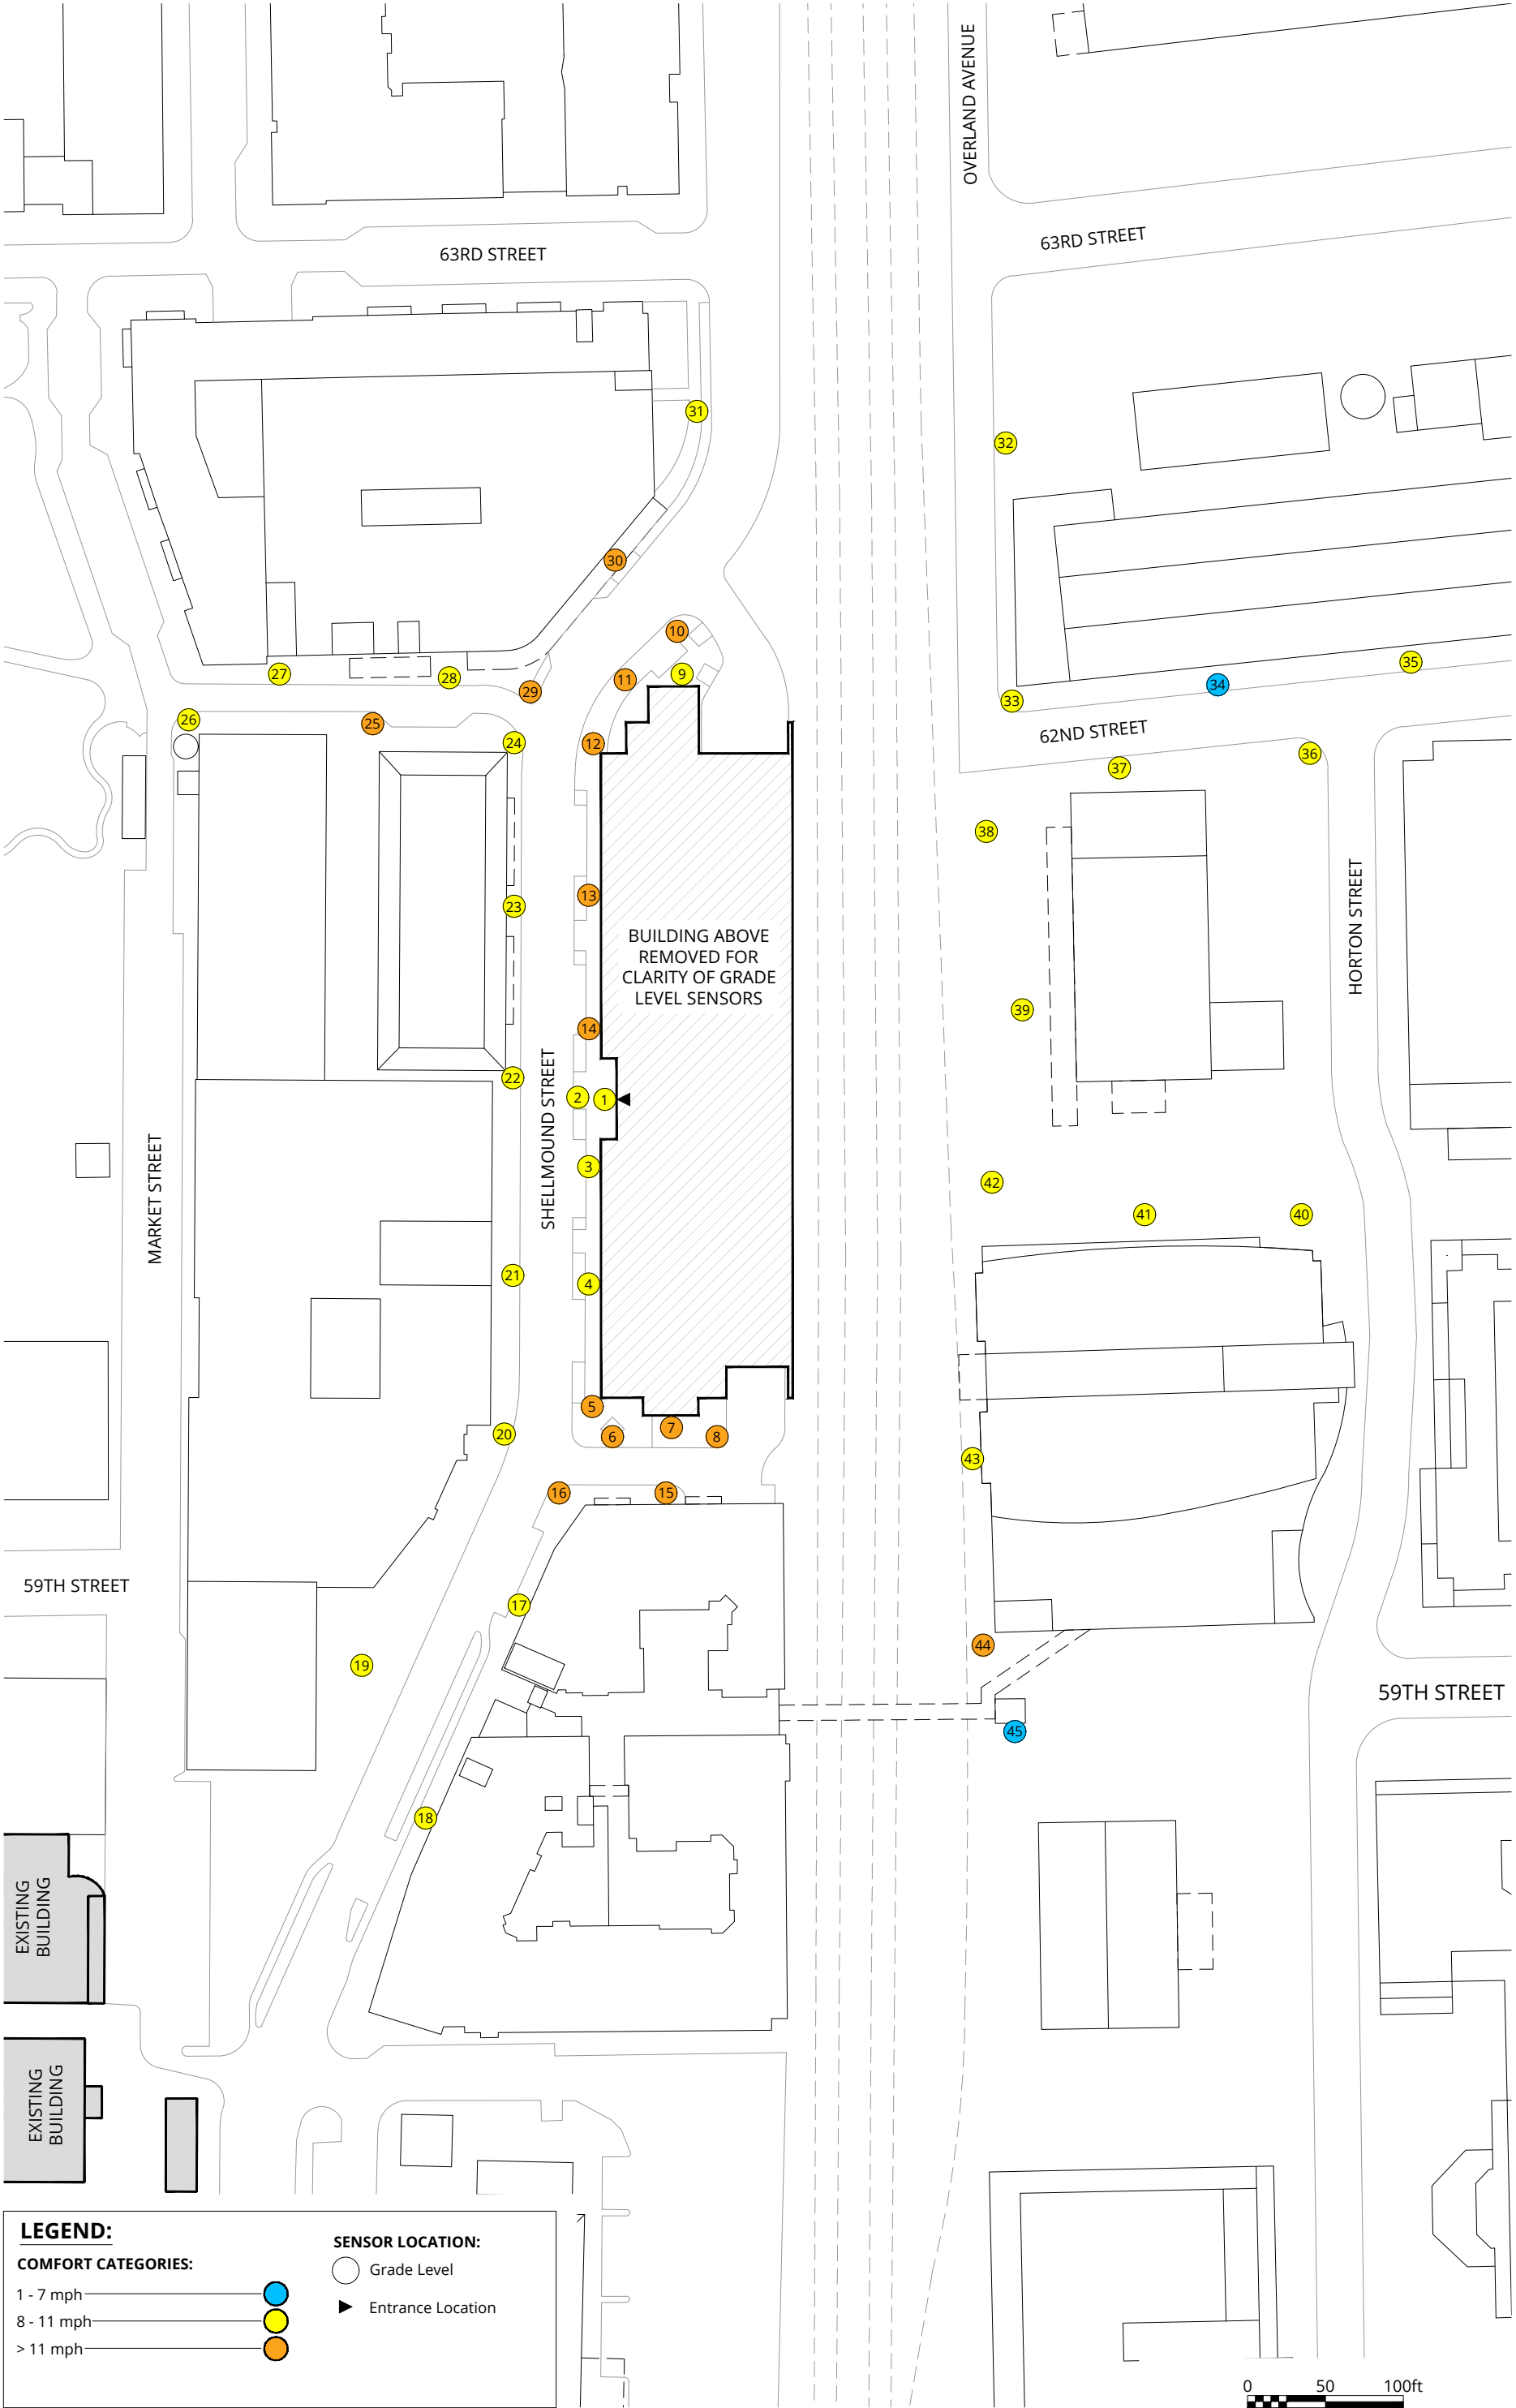 OVERLAND AVENUE
63RD STREET
63RD STREET
31
32
30
10
35
9
27
28
11
34
29
33
26
25
62ND STREET
24
12
36
37
38
13
23
HORTON STREET
BUILDING ABOVE
REMOVED FOR
CLARITY OF GRADE
LEVEL SENSORS
39
14
22
SHELLMOUND STREET
2
1
3
MARKET STREET
42
41
40
21
4
5
20
6
7
8
43
16
15
59TH STREET
17
44
19
59TH STREET
45
18
EXISTING
BUILDING
EXISTING
BUILDING
LEGEND:
COMFORT CATEGORIES:
1 - 7 mph
8 - 11 mph
> 11 mph
SENSOR LOCATION:
Grade Level
Entrance Location
0 50 100ft